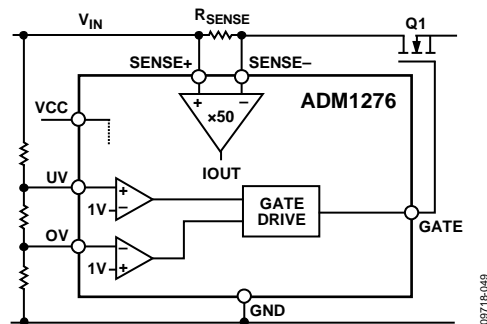 VIN
RSENSE
Q1
SENSE+
SENSE–
+
–
ADM1276
×50
VCC
IOUT
UV
+
–
1V
GATE
DRIVE
GATE
OV
–
+
1V
GND
09718-049